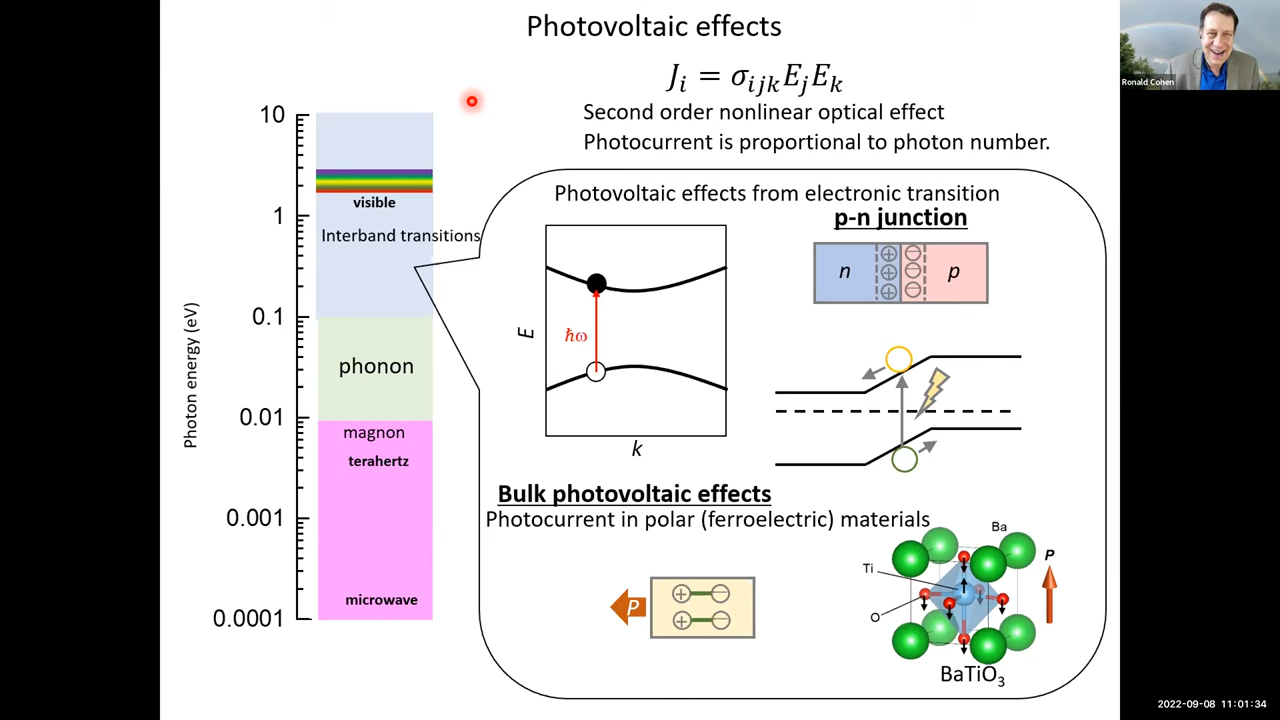 Photovoltaic effects
Ronald Cohen
J_i = σ_{ijk}E_jE_k
Second order nonlinear optical effect
Photocurrent is proportional to photon number.
Photon energy (eV)
10
1
0.1
0.01
0.001
0.0001
visible
Interband transitions
phonon
magnon
terahertz
microwave
Photovoltaic effects from electronic transition
E
ħω
k
p-n junction
n
⊕ ⊖
⊕ ⊖
⊕ ⊖
p
Bulk photovoltaic effects
Photocurrent in polar (ferroelectric) materials
P
⊕ ⊖
⊕ ⊖
Ba
Ti
O
P
BaTiO₃
2022-09-08 11:01:34